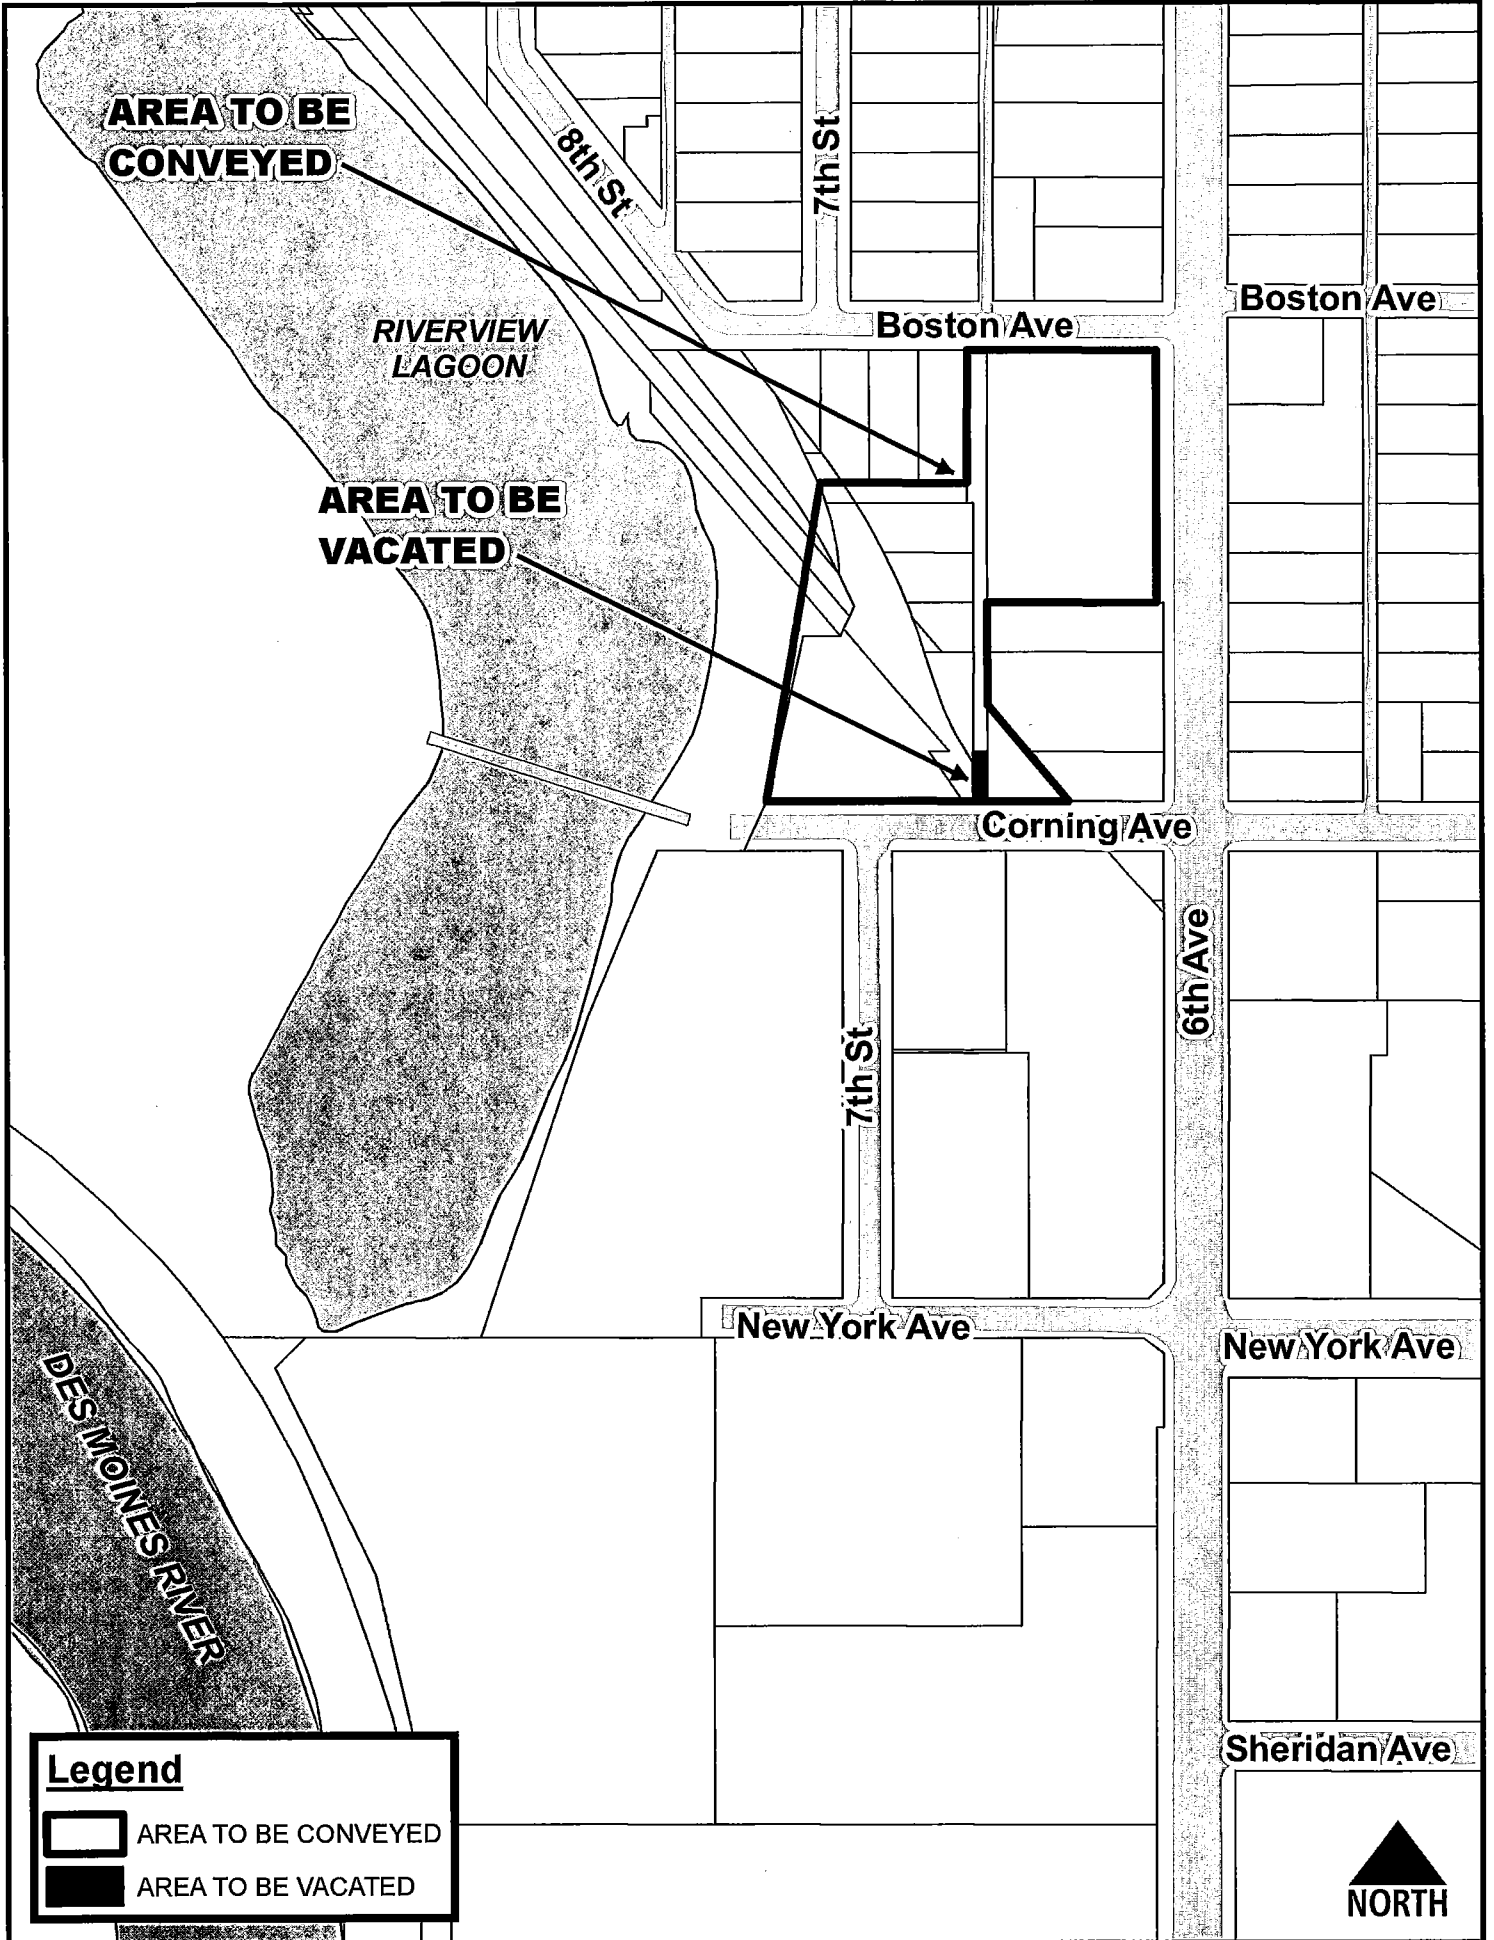 AREA TO BE
CONVEYED
8th St
7th St
Boston Ave
Boston Ave
RIVERVIEW
LAGOON
AREA TO BE
VACATED
Corning Ave
6th Ave
7th St
New York Ave
New York Ave
DES MOINES RIVER
Sheridan Ave
Legend
AREA TO BE CONVEYED
AREA TO BE VACATED
NORTH